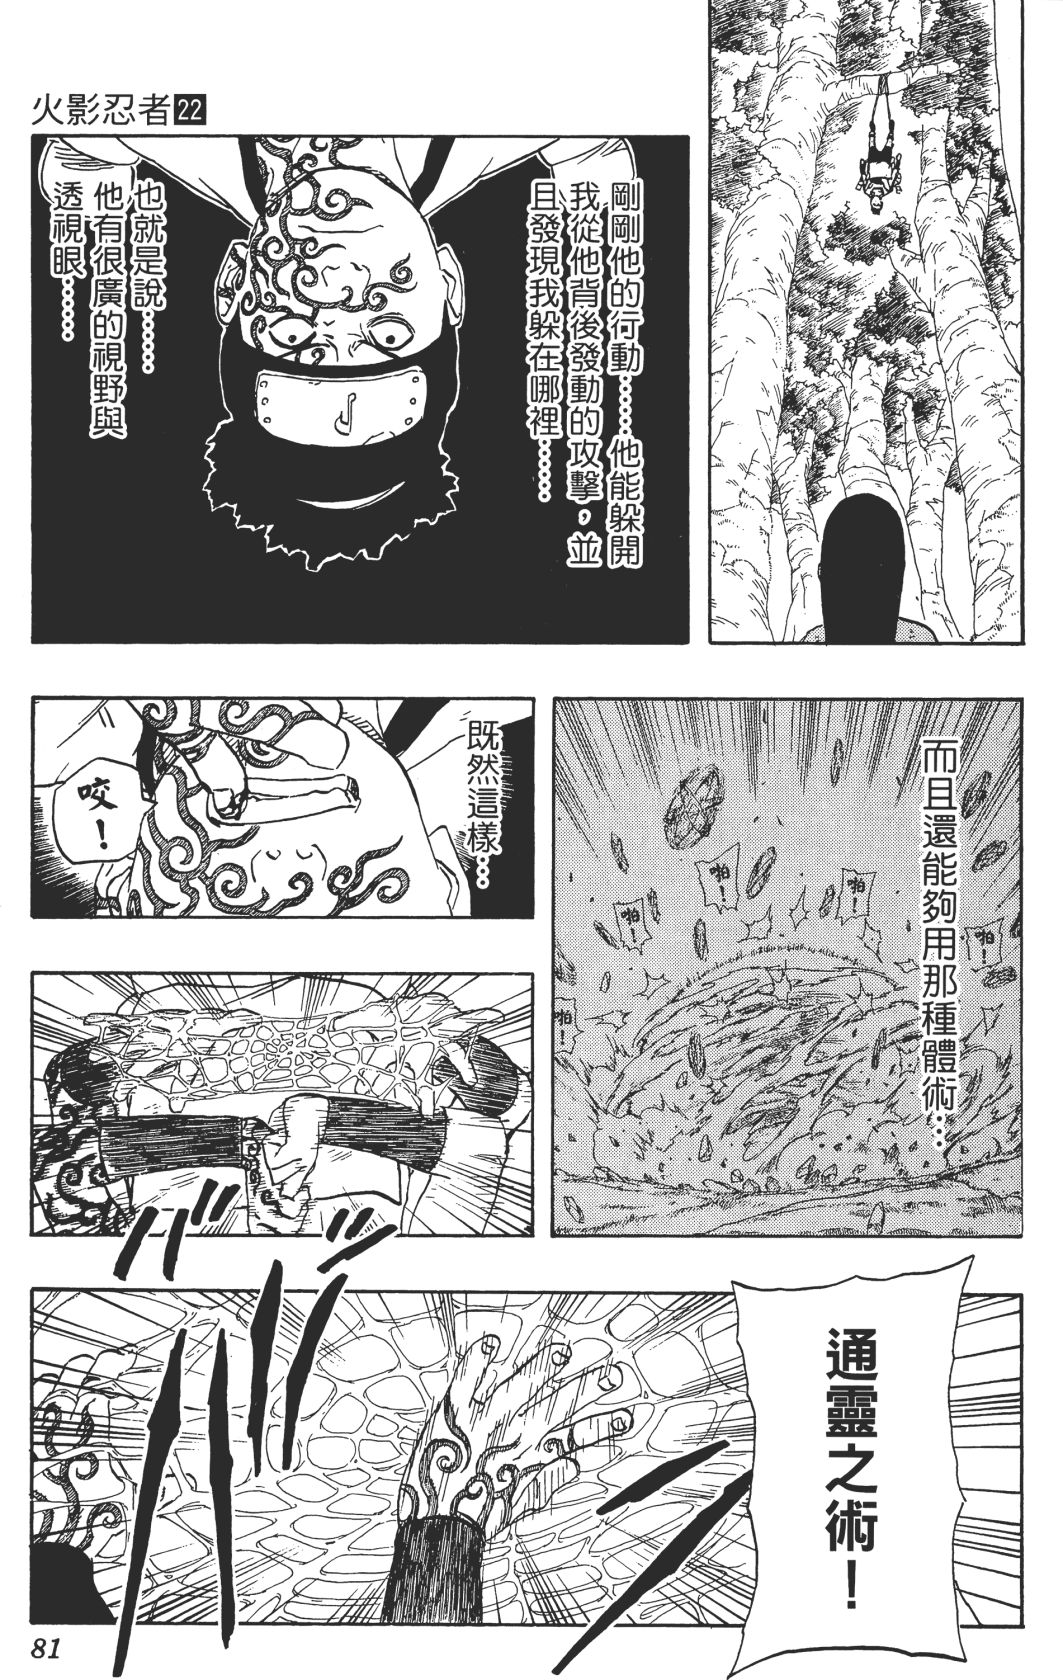 火影忍者22
剛剛他的行動……他能躲開
我從他背後發動的攻擊，並
且發現我躲在哪裡……
也就是說……
他有很廣的視野與
透視眼……
而且還能夠用那種體術…
啪！
啪！
啪！
啪！
啪！
既然這樣…
咬！
バッ
通靈之術！
81